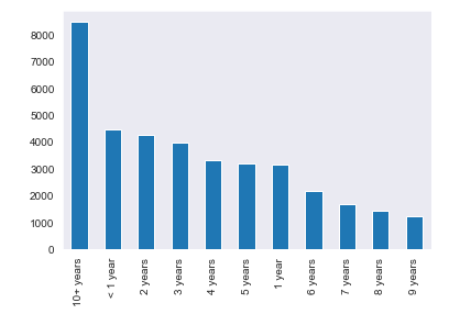 8000
7000
6000
5000
4000
3000
2000
1000
0
10+ years
< 1 year
2 years
3 years
4 years
5 years
1 year
6 years
7 years
8 years
9 years